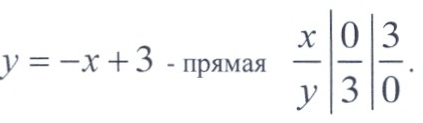 y = −x + 3 - прямая
x | 0 | 3
y | 3 | 0 .